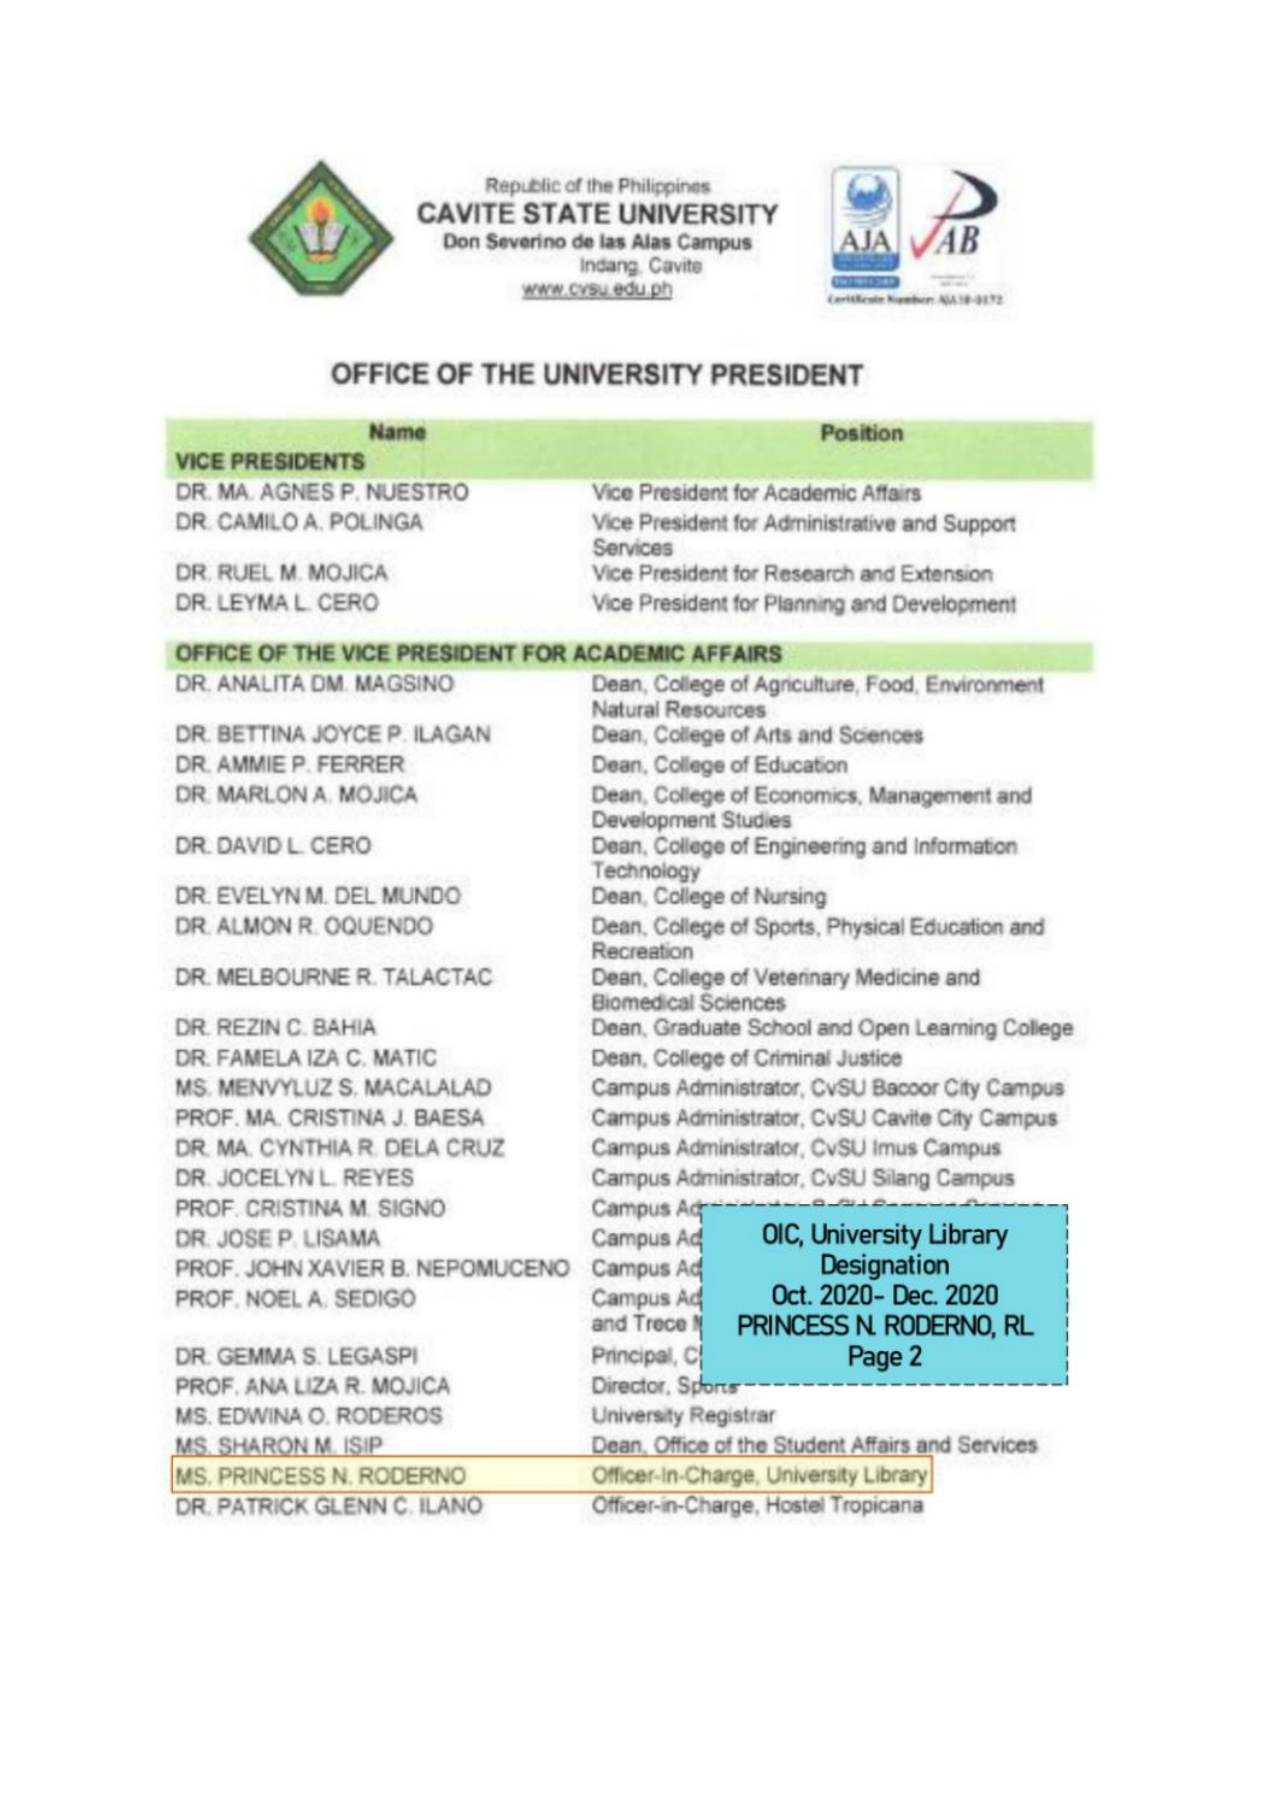 Republic of the Philippines
CAVITE STATE UNIVERSITY
Don Severino de las Alas Campus
Indang, Cavite
www.cvsu.edu.ph
AJA
PAB
Certificate Number: AJA10-0172
OFFICE OF THE UNIVERSITY PRESIDENT
Name Position
VICE PRESIDENTS
DR. MA. AGNES P. NUESTRO Vice President for Academic Affairs
DR. CAMILO A. POLINGA Vice President for Administrative and Support
Services
DR. RUEL M. MOJICA Vice President for Research and Extension
DR. LEYMA L. CERO Vice President for Planning and Development
OFFICE OF THE VICE PRESIDENT FOR ACADEMIC AFFAIRS
DR. ANALITA DM. MAGSINO Dean, College of Agriculture, Food, Environment
Natural Resources
DR. BETTINA JOYCE P. ILAGAN Dean, College of Arts and Sciences
DR. AMMIE P. FERRER Dean, College of Education
DR. MARLON A. MOJICA Dean, College of Economics, Management and
Development Studies
DR. DAVID L. CERO Dean, College of Engineering and Information
Technology
DR. EVELYN M. DEL MUNDO Dean, College of Nursing
DR. ALMON R. OQUENDO Dean, College of Sports, Physical Education and
Recreation
DR. MELBOURNE R. TALACTAC Dean, College of Veterinary Medicine and
Biomedical Sciences
DR. REZIN C. BAHIA Dean, Graduate School and Open Learning College
DR. FAMELA IZA C. MATIC Dean, College of Criminal Justice
MS. MENVYLUZ S. MACALALAD Campus Administrator, CvSU Bacoor City Campus
PROF. MA. CRISTINA J. BAESA Campus Administrator, CvSU Cavite City Campus
DR. MA. CYNTHIA R. DELA CRUZ Campus Administrator, CvSU Imus Campus
DR. JOCELYN L. REYES Campus Administrator, CvSU Silang Campus
PROF. CRISTINA M. SIGNO Campus
DR. JOSE P. LISAMA Campus
PROF. JOHN XAVIER B. NEPOMUCENO Campus
PROF. NOEL A. SEDIGO Campus
and Trece
DR. GEMMA S. LEGASPI Principal,
PROF. ANA LIZA R. MOJICA Director, Sports
MS. EDWINA O. RODEROS University Registrar
MS. SHARON M. ISIP Dean, Office of the Student Affairs and Services
MS. PRINCESS N. RODERNO Officer-In-Charge, University Library
DR. PATRICK GLENN C. ILANO Officer-in-Charge, Hostel Tropicana
OIC, University Library
Designation
Oct. 2020- Dec. 2020
PRINCESS N. RODERNO, RL
Page 2